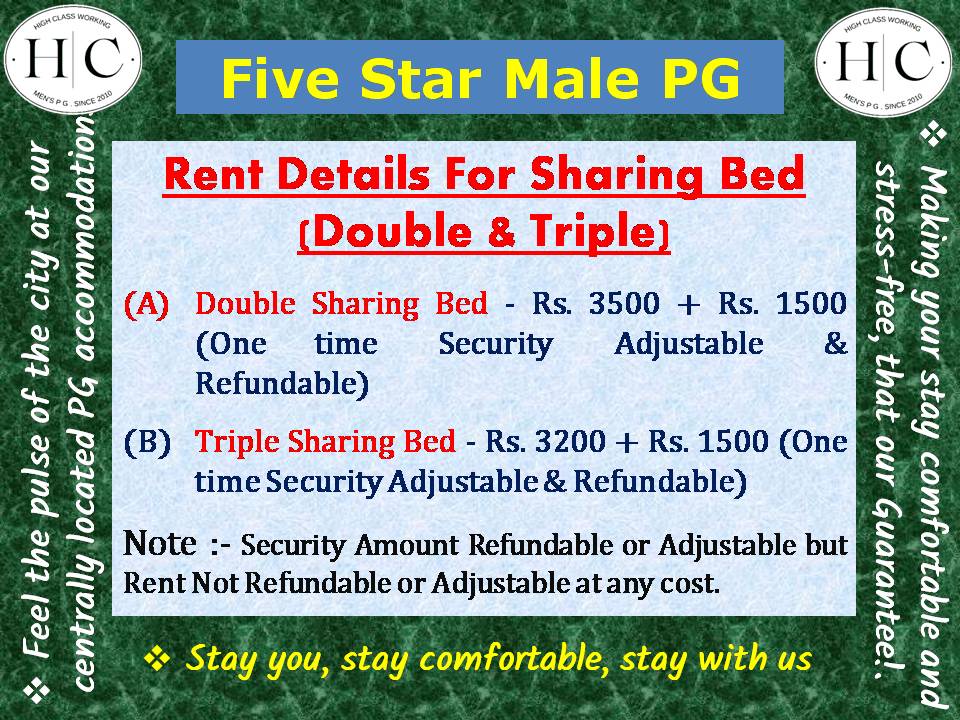 HIGH CLASS WORKING
H C
MEN'S P G . SINCE 2010
Five Star Male PG
HIGH CLASS WORKING
H C
MEN'S P G . SINCE 2010
Rent Details For Sharing Bed
(Double & Triple)
(A) Double Sharing Bed - Rs. 3500 + Rs. 1500
(One time Security Adjustable &
Refundable)
(B) Triple Sharing Bed - Rs. 3200 + Rs. 1500 (One
time Security Adjustable & Refundable)
Note :- Security Amount Refundable or Adjustable but
Rent Not Refundable or Adjustable at any cost.
❖ Feel the pulse of the city at our
centrally located PG accommodation
❖ Making your stay comfortable and
stress-free, that our Guarantee!.
❖ Stay you, stay comfortable, stay with us